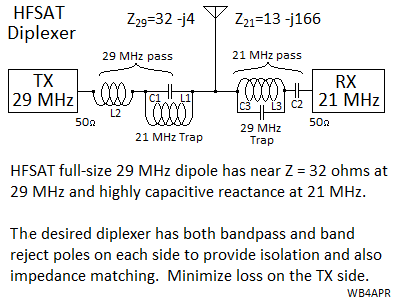 HFSAT
Diplexer
Z29=32 -j4
Z21=13 -j166
29 MHz pass
21 MHz pass
TX
29 MHz
C1
L1
L2
50Ω
21 MHz Trap
C3
L3
C2
29 MHz
Trap
RX
21 MHz
50Ω
HFSAT full-size 29 MHz dipole has near Z = 32 ohms at
29 MHz and highly capacitive reactance at 21 MHz.
The desired diplexer has both bandpass and band
reject poles on each side to provide isolation and also
impedance matching.  Minimize loss on the TX side.
WB4APR